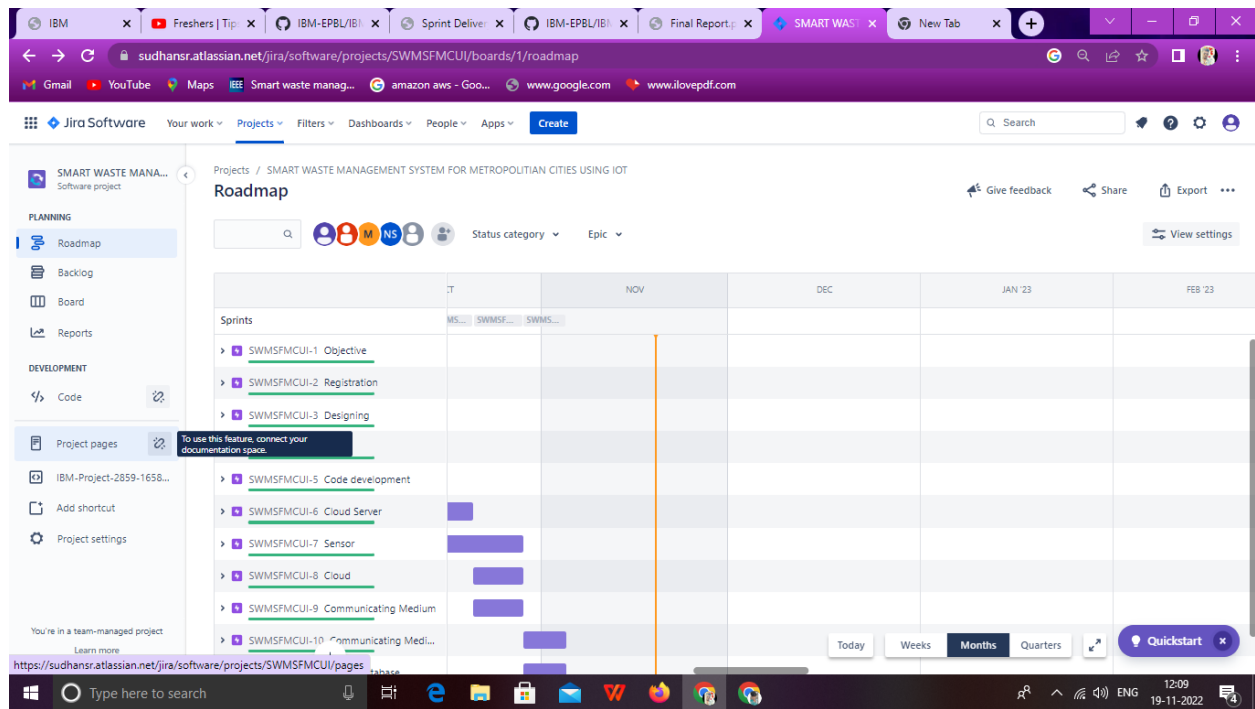 IBM
Freshers | Tip
IBM-EPBL/IBM
Sprint Deliver
IBM-EPBL/IBM
Final Report.p
SMART WAST
New Tab
sudhansr.atlassian.net/jira/software/projects/SWMSFMCUI/boards/1/roadmap
Gmail
YouTube
Maps
IEEE Smart waste manag...
amazon aws - Goo...
www.google.com
www.ilovepdf.com
Jira Software
Your work
Projects
Filters
Dashboards
People
Apps
Create
Search
SMART WASTE MANA...
Software project
PLANNING
Roadmap
Backlog
Board
Reports
DEVELOPMENT
Code
Project pages
To use this feature, connect your
documentation space.
IBM-Project-2859-1658...
Add shortcut
Project settings
You're in a team-managed project
Learn more
https://sudhansr.atlassian.net/jira/software/projects/SWMSFMCUI/pages
Projects / SMART WASTE MANAGEMENT SYSTEM FOR METROPOLITIAN CITIES USING IOT
Roadmap
Give feedback
Share
Export
M
NS
Status category
Epic
View settings
CT
NOV
DEC
JAN '23
FEB '23
Sprints
MS...
SWMSF...
SWMS...
SWMSFMCUI-1 Objective
SWMSFMCUI-2 Registration
SWMSFMCUI-3 Designing
SWMSFMCUI-5 Code development
SWMSFMCUI-6 Cloud Server
SWMSFMCUI-7 Sensor
SWMSFMCUI-8 Cloud
SWMSFMCUI-9 Communicating Medium
SWMSFMCUI-10 Communicating Medi...
Today
Weeks
Months
Quarters
Quickstart
Type here to search
ENG
12:09
19-11-2022
4